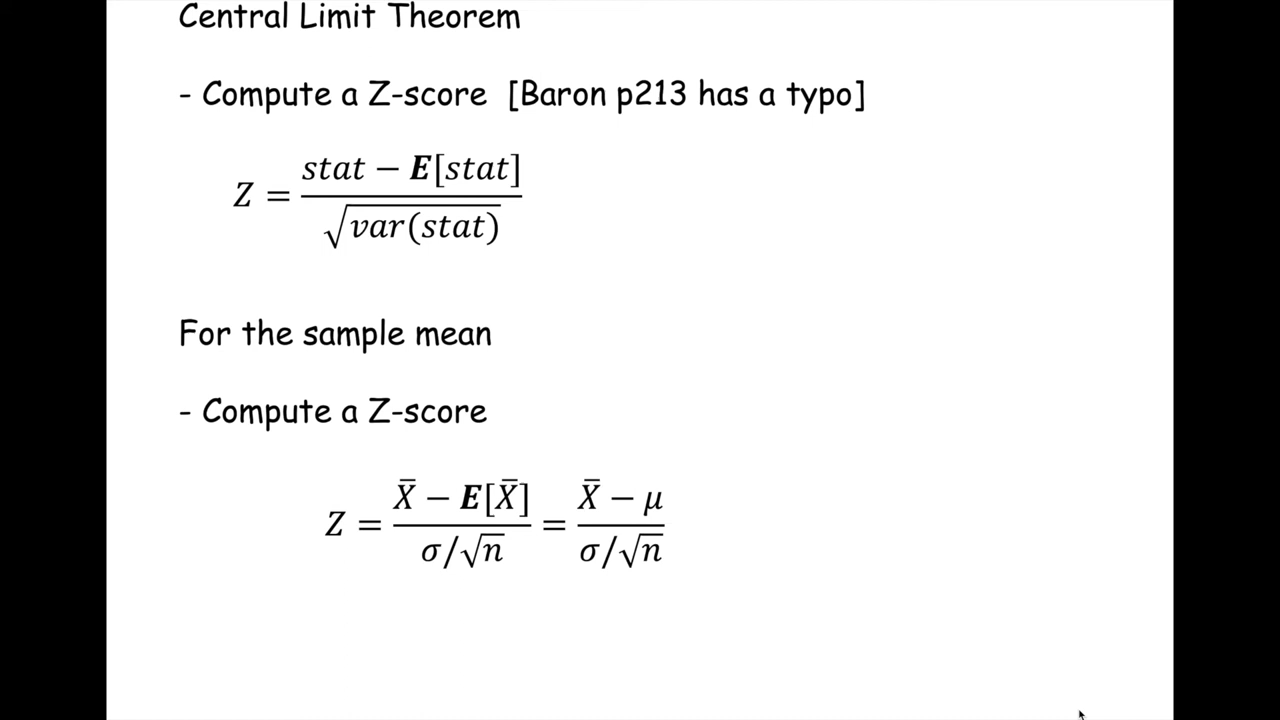 Central Limit Theorem
- Compute a Z-score [Baron p213 has a typo]
Z = (stat − E[stat]) / √var(stat)
For the sample mean
- Compute a Z-score
Z = (X̄ − E[X̄]) / (σ/√n) = (X̄ − μ) / (σ/√n)